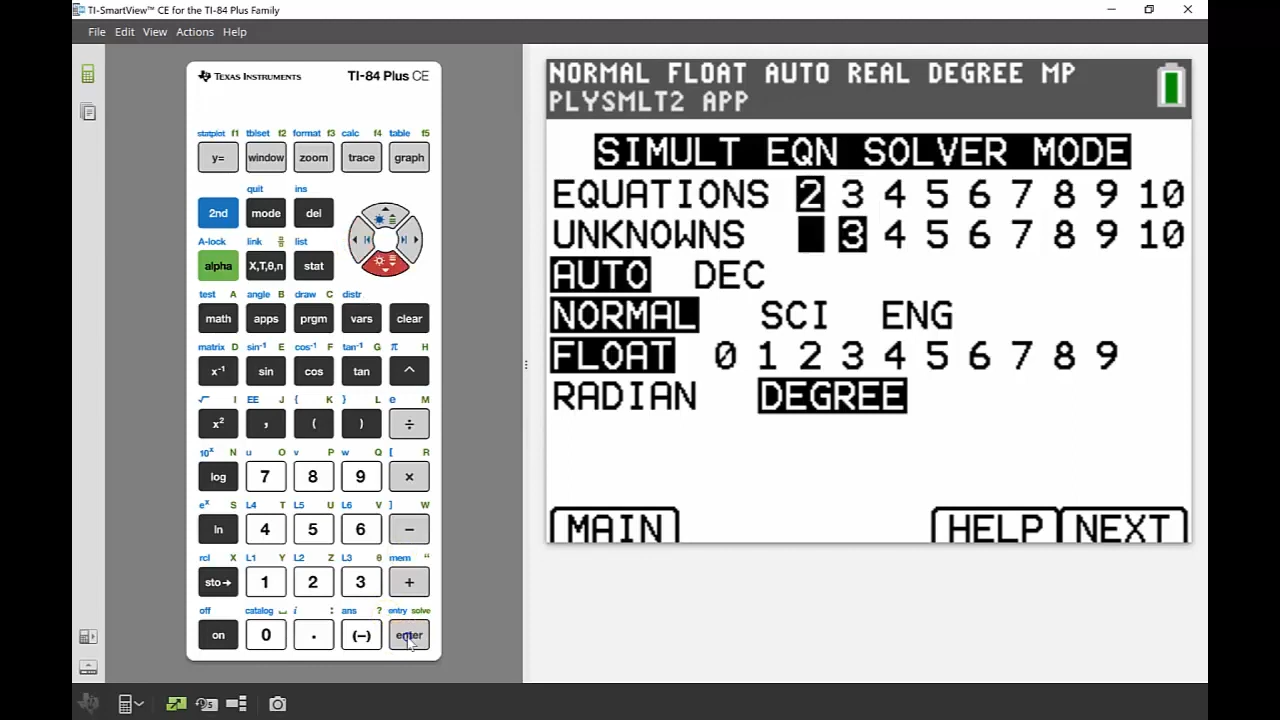 TI-SmartView™ CE for the TI-84 Plus Family
File Edit View Actions Help
TEXAS INSTRUMENTS TI-84 Plus CE
statplot f1 tblset f2 format f3 calc f4 table f5
y= window zoom trace graph
quit ins
2nd mode del
A-lock link list
alpha X,T,θ,n stat
test A angle B draw C distr
math apps prgm vars clear
matrix D sin⁻¹ E cos⁻¹ F tan⁻¹ G π H
x⁻¹ sin cos tan ^
√ I EE J { K } L e M
x² , ( ) ÷
10ˣ N u O v P w Q [ R
log 7 8 9 ×
eˣ S L4 T L5 U L6 V ] W
ln 4 5 6 −
rcl X L1 Y L2 Z L3 θ mem "
sto→ 1 2 3 +
off catalog ⎵ i : ans ? entry solve
on 0 . (−) enter
NORMAL FLOAT AUTO REAL DEGREE MP
PLYSMLT2 APP
SIMULT EQN SOLVER MODE
EQUATIONS 2 3 4 5 6 7 8 9 10
UNKNOWNS 3 4 5 6 7 8 9 10
AUTO DEC
NORMAL SCI ENG
FLOAT 0 1 2 3 4 5 6 7 8 9
RADIAN DEGREE
MAIN HELP NEXT